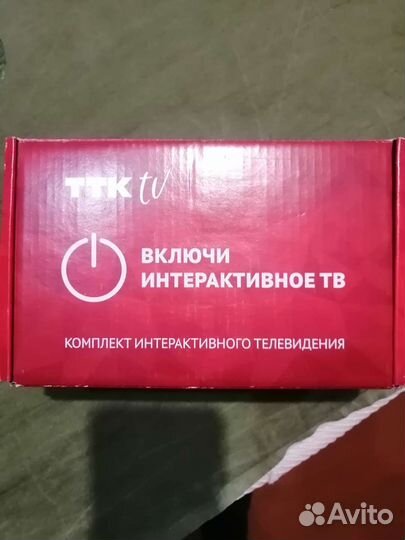 ТТК tv
ВКЛЮЧИ
ИНТЕРАКТИВНОЕ ТВ
КОМПЛЕКТ ИНТЕРАКТИВНОГО ТЕЛЕВИДЕНИЯ
Avito